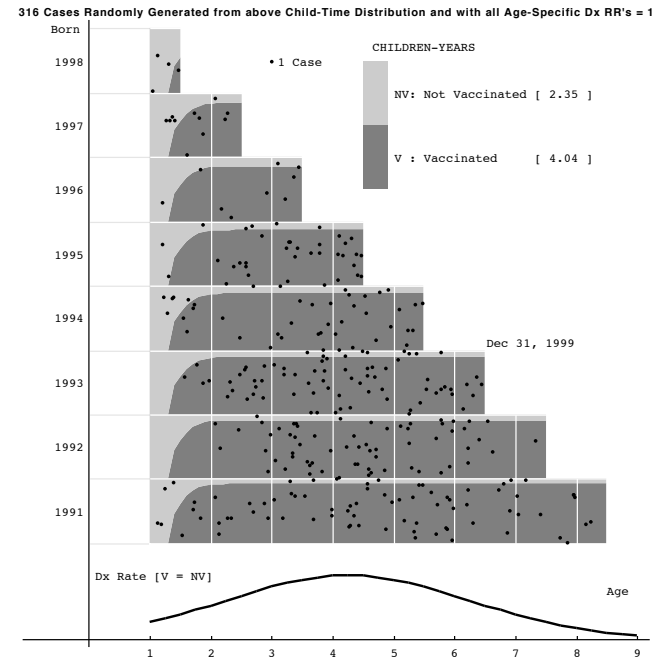 316 Cases Randomly Generated from above Child-Time Distribution and with all Age-Specific Dx RR's = 1
Born
CHILDREN-YEARS
1998
1 Case
NV: Not Vaccinated [ 2.35 ]
1997
V : Vaccinated [ 4.04 ]
1996
1995
1994
Dec 31, 1999
1993
1992
1991
Dx Rate [V = NV]
Age
1 2 3 4 5 6 7 8 9